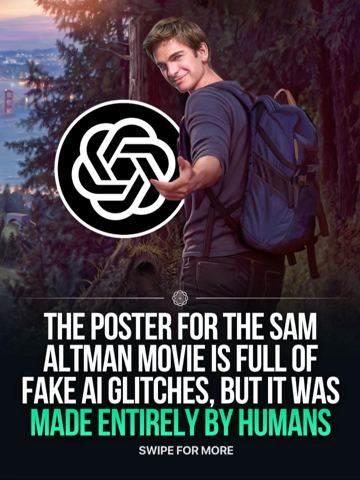 THE POSTER FOR THE SAM
ALTMAN MOVIE IS FULL OF
FAKE AI GLITCHES, BUT IT WAS
MADE ENTIRELY BY HUMANS
SWIPE FOR MORE